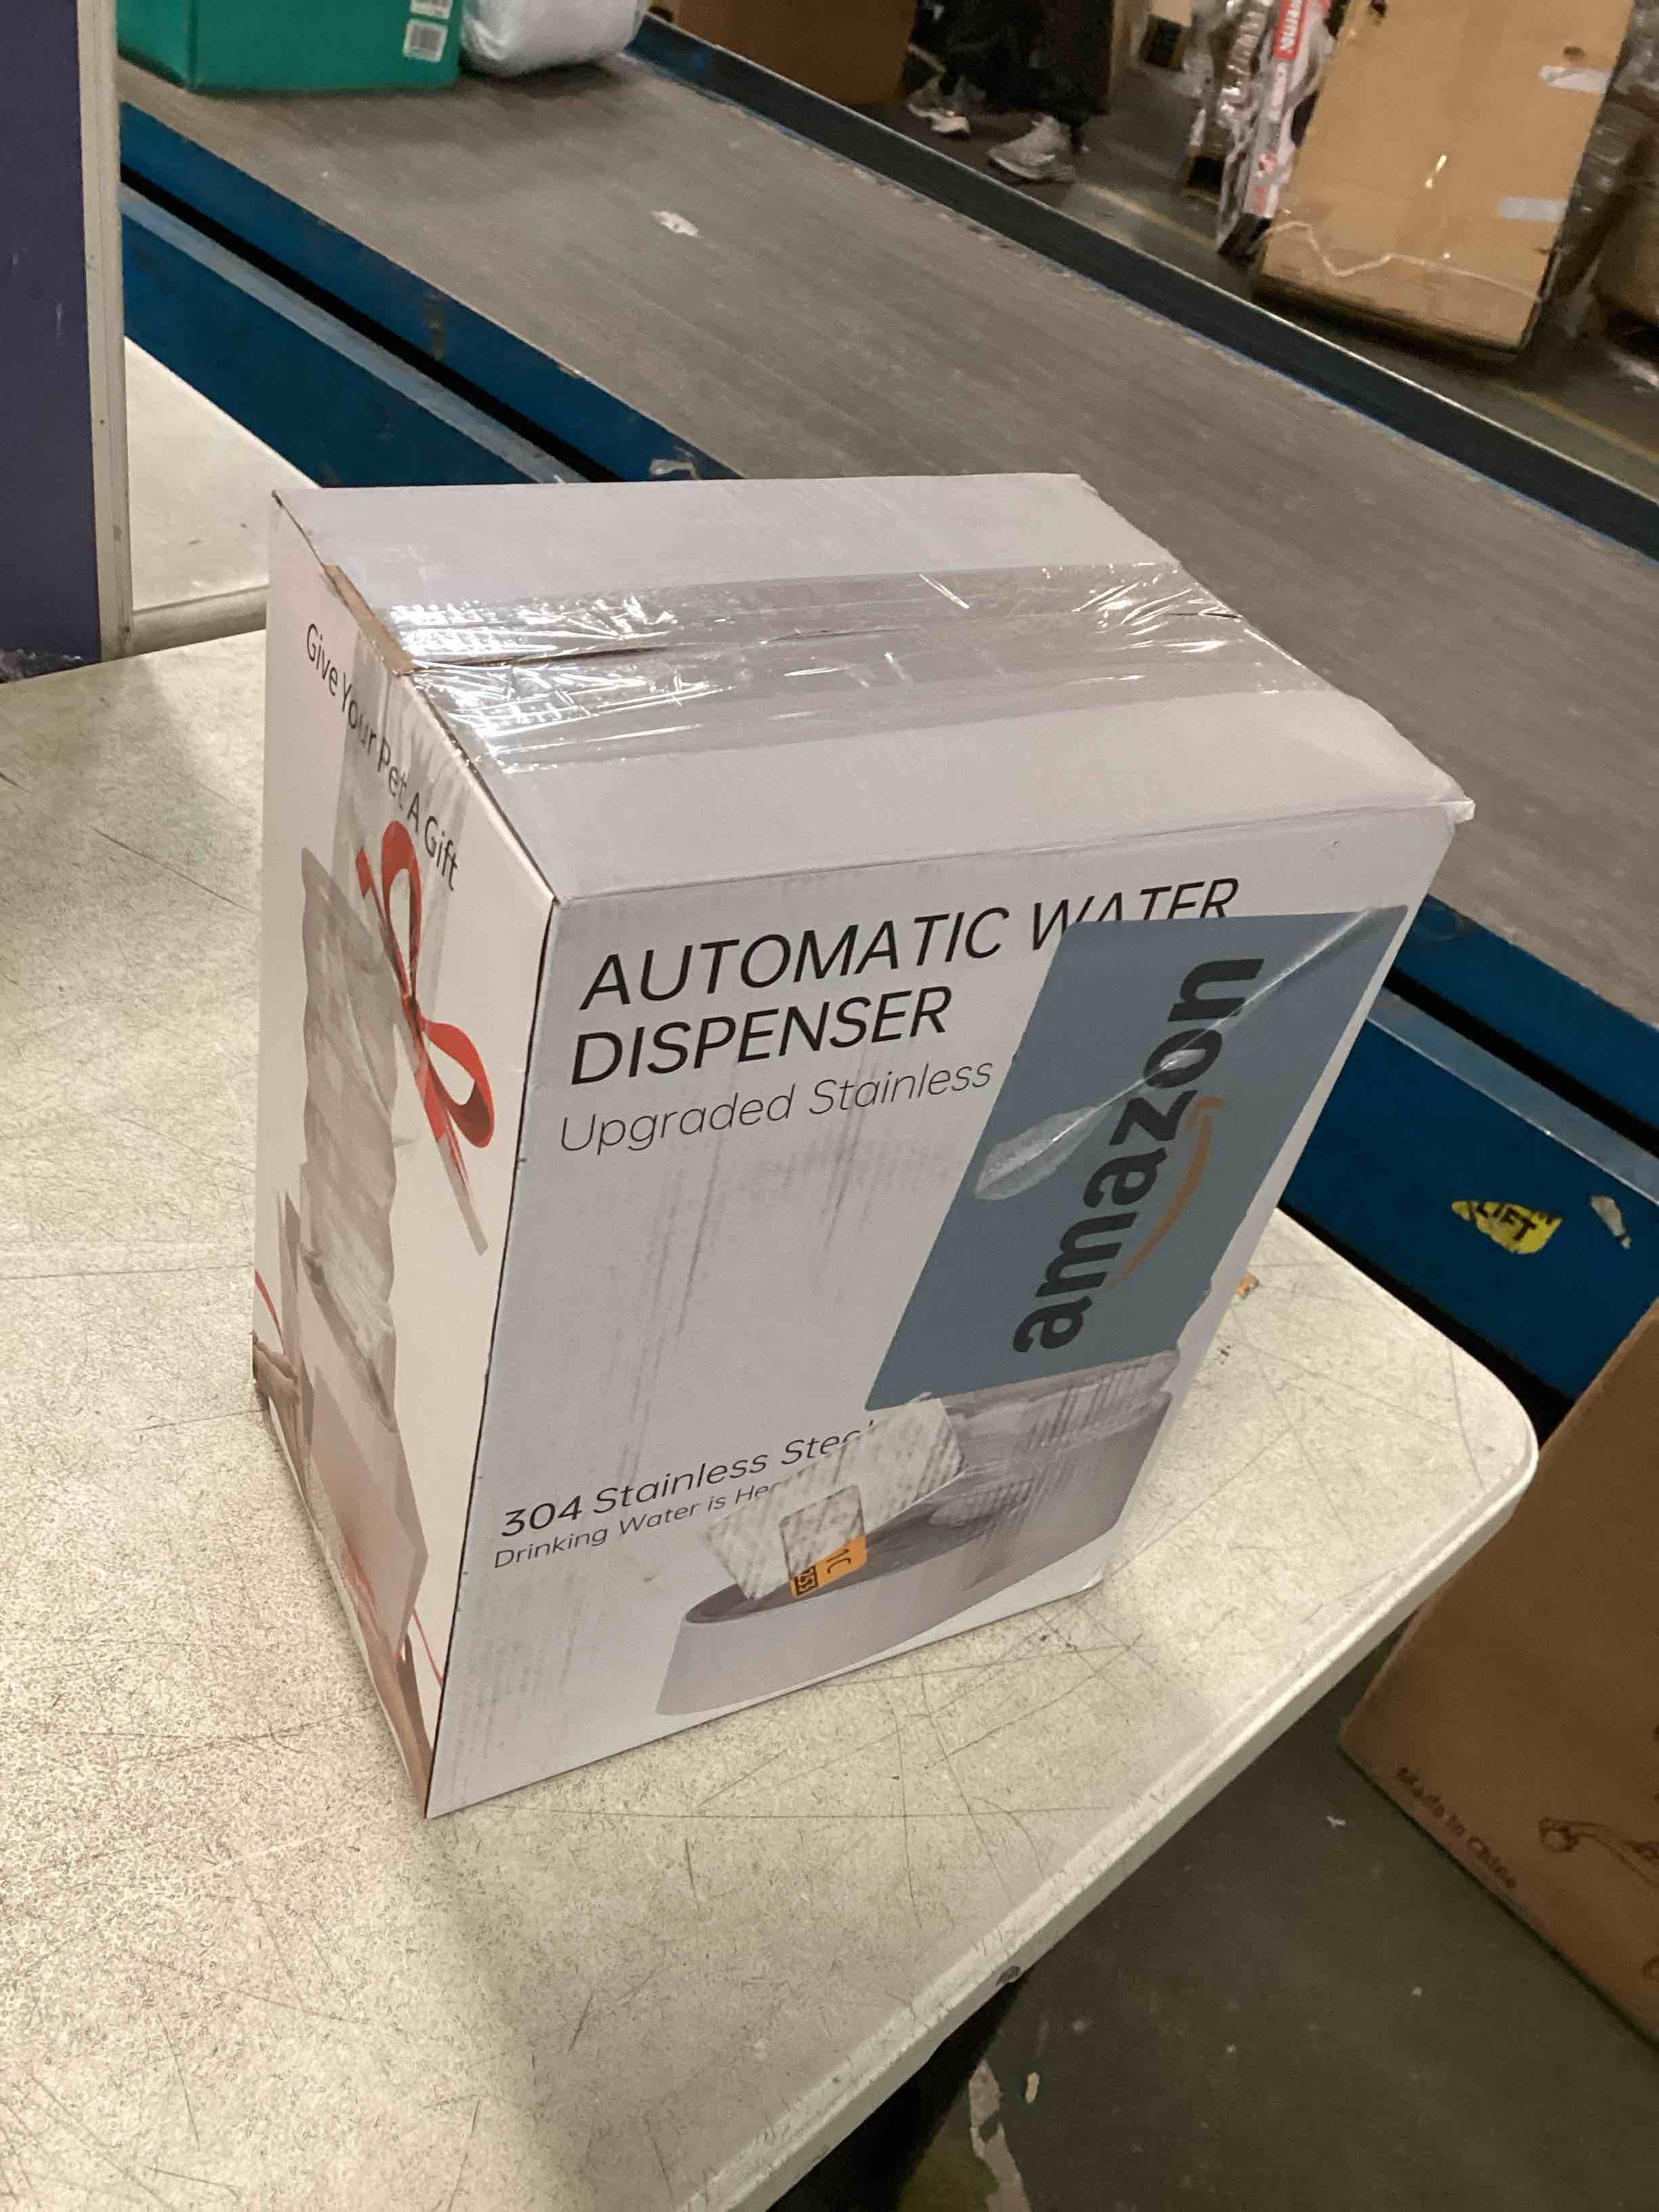 Give Your Pet A Gift
AUTOMATIC WATER
DISPENSER
Upgraded Stainless
amazon
304 Stainless Steel
Drinking Water is
1C
LIFT
Made In China